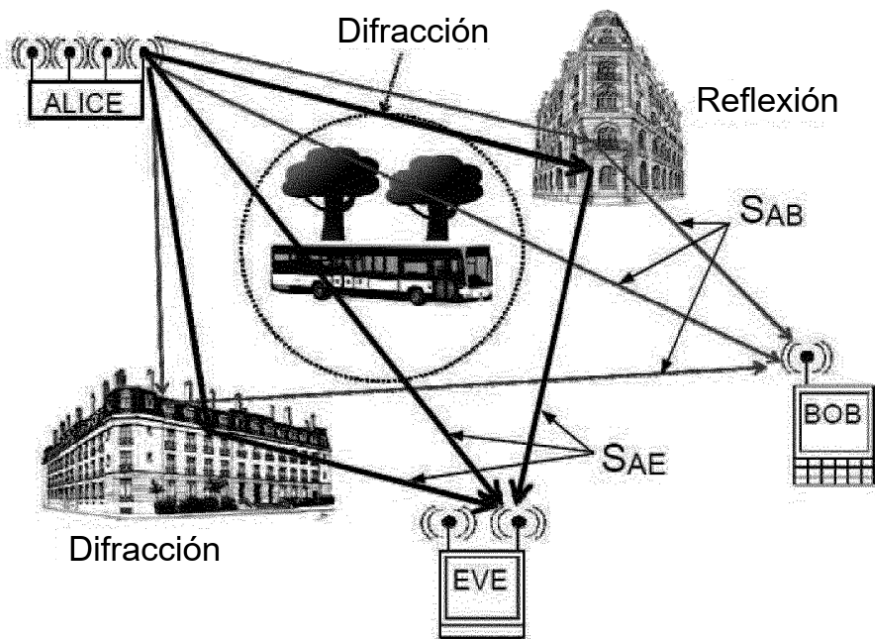 Difracción
ALICE
Reflexión
SAB
BOB
SAE
Difracción
EVE